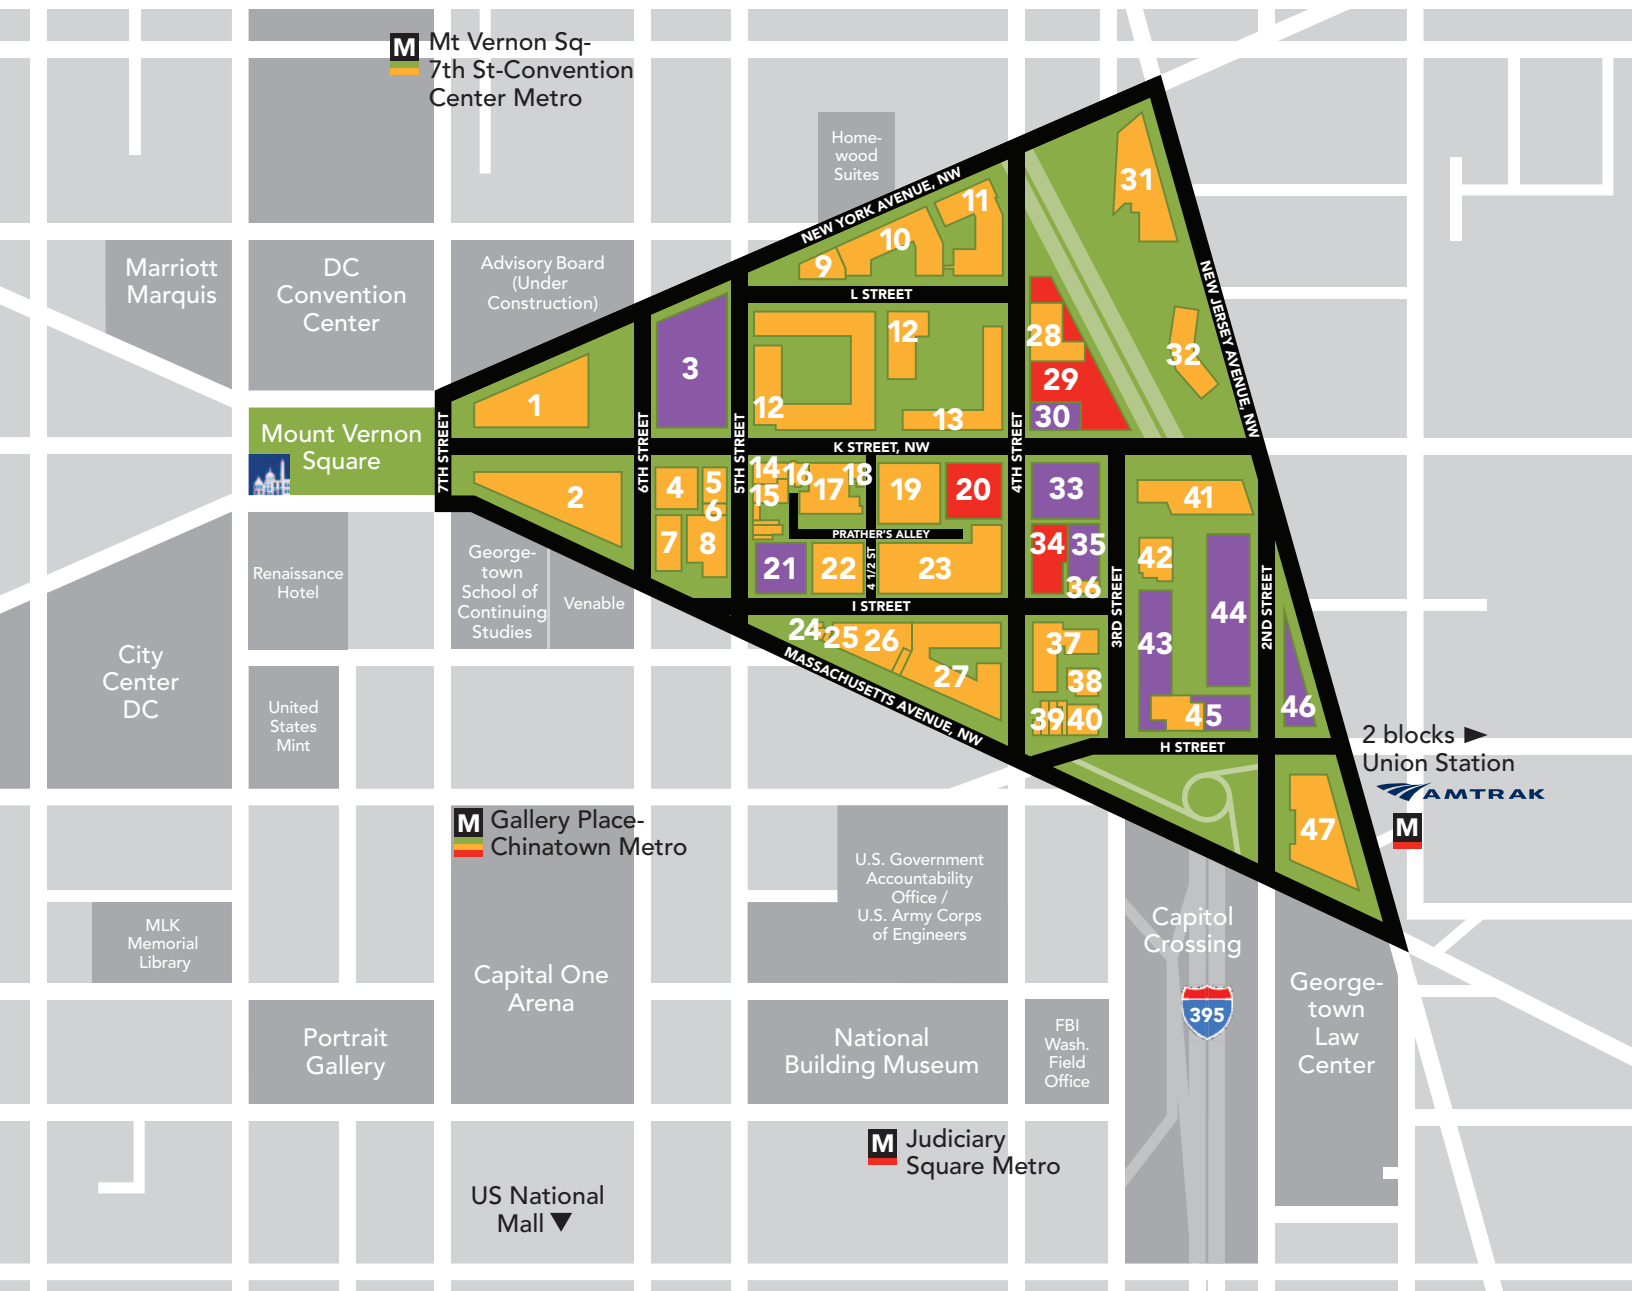 M Mt Vernon Sq-
7th St-Convention
Center Metro
Home-
wood
Suites
Marriott
Marquis
DC
Convention
Center
Advisory Board
(Under
Construction)
NEW YORK AVENUE, NW
NEW JERSEY AVENUE, NW
L STREET
K STREET, NW
7TH STREET
6TH STREET
5TH STREET
4TH STREET
3RD STREET
2ND STREET
PRATHER'S ALLEY
4 1/2 ST
I STREET
H STREET
MASSACHUSETTS AVENUE, NW
1
2
3
4
5
6
7
8
9
10
11
12
12
13
14
15
16
17
18
19
20
21
22
23
24
25
26
27
28
29
30
31
32
33
34
35
36
37
38
39
40
41
42
43
44
45
46
47
Mount Vernon
Square
Renaissance
Hotel
George-
town
School of
Continuing
Studies
Venable
City
Center
DC
United
States
Mint
2 blocks
Union Station
AMTRAK
M
M Gallery Place-
Chinatown Metro
U.S. Government
Accountability
Office /
U.S. Army Corps
of Engineers
Capitol
Crossing
MLK
Memorial
Library
Capital One
Arena
395
George-
town
Law
Center
Portrait
Gallery
National
Building Museum
FBI
Wash.
Field
Office
M Judiciary
Square Metro
US National
Mall